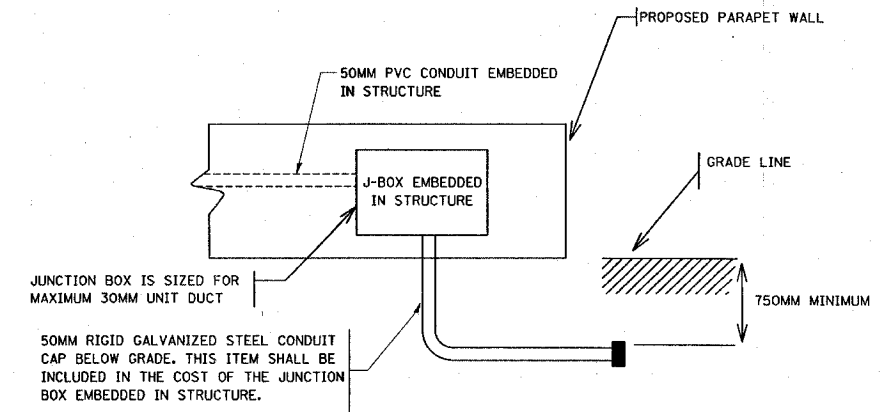 PROPOSED PARAPET WALL
50MM PVC CONDUIT EMBEDDED
IN STRUCTURE
GRADE LINE
J-BOX EMBEDDED
IN STRUCTURE
JUNCTION BOX IS SIZED FOR
MAXIMUM 30MM UNIT DUCT
750MM MINIMUM
50MM RIGID GALVANIZED STEEL CONDUIT
CAP BELOW GRADE. THIS ITEM SHALL BE
INCLUDED IN THE COST OF THE JUNCTION
BOX EMBEDDED IN STRUCTURE.